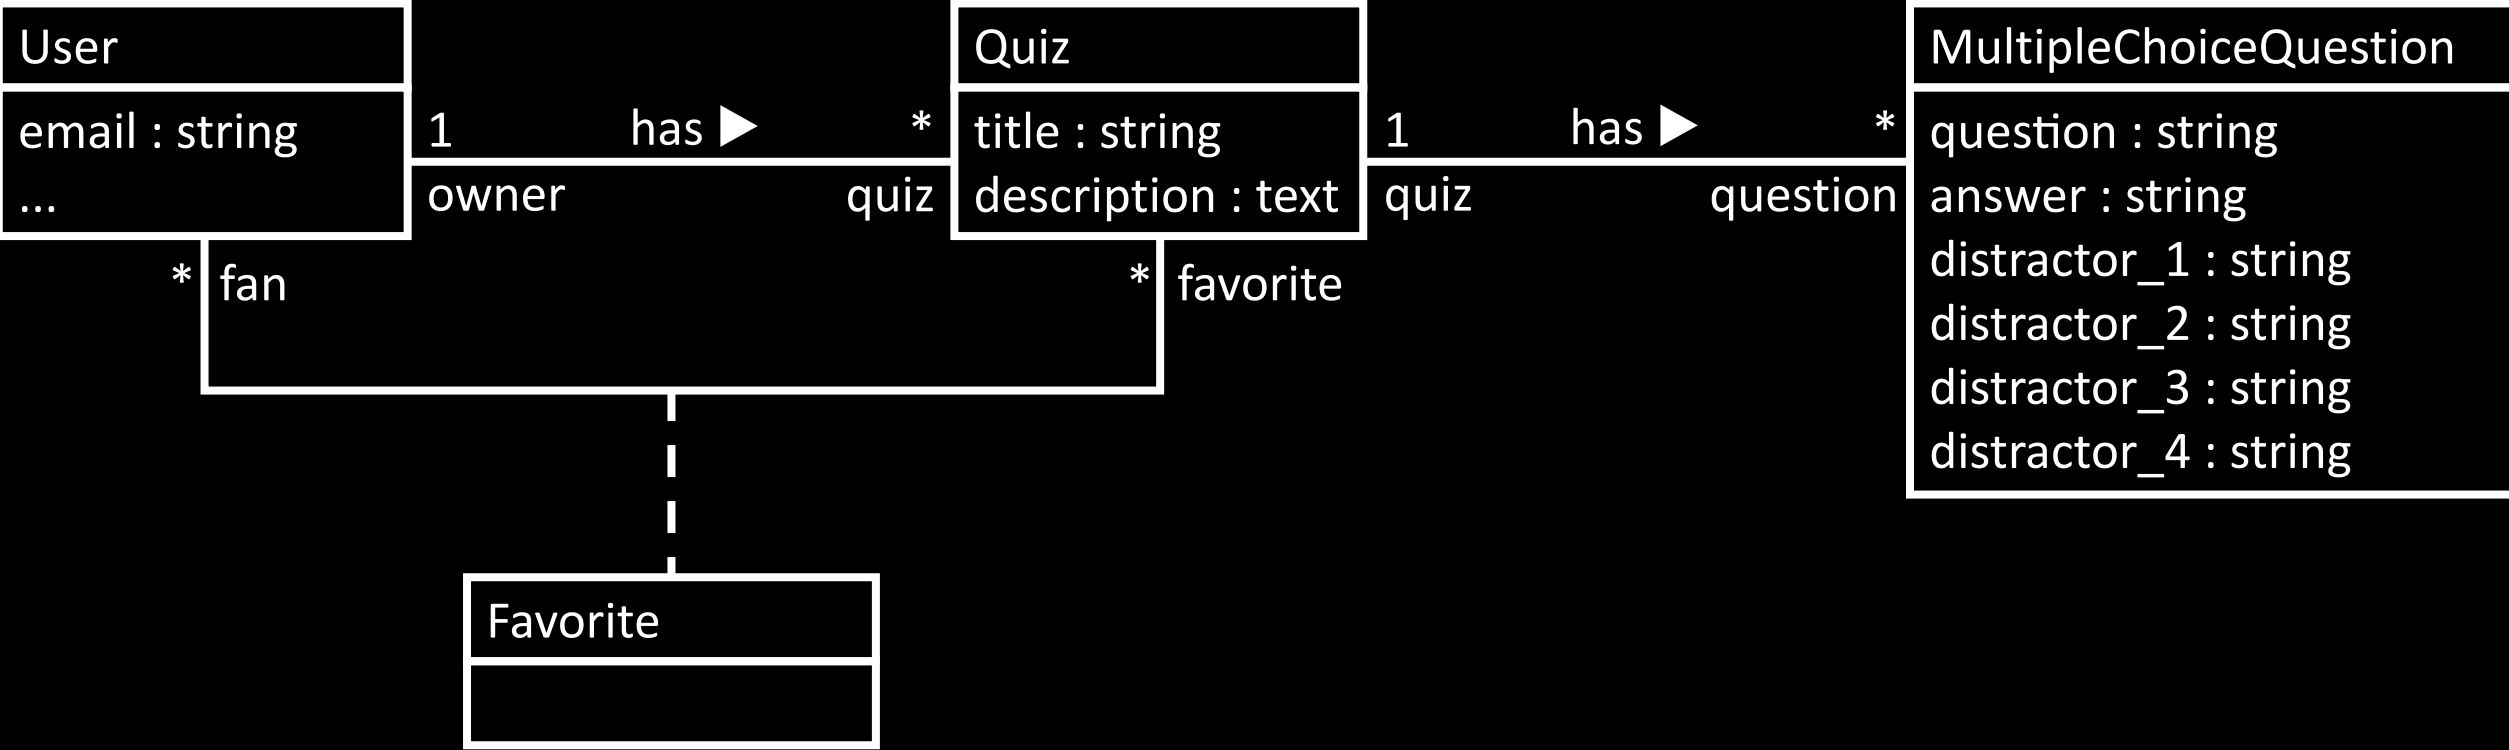 User
email : string
...
1
has ▶
*
owner
quiz
Quiz
title : string
description : text
1
has ▶
*
quiz
question
MultipleChoiceQuestion
question : string
answer : string
distractor_1 : string
distractor_2 : string
distractor_3 : string
distractor_4 : string
* fan
* favorite
Favorite